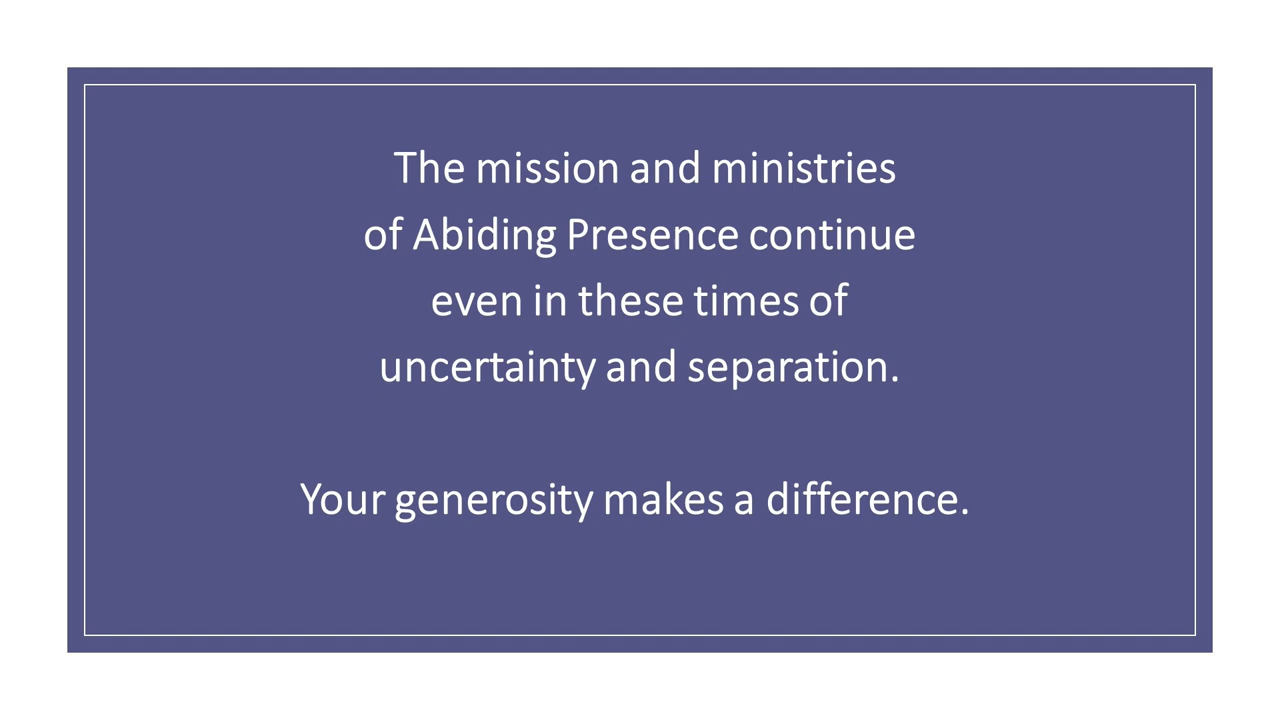 The mission and ministries
of Abiding Presence continue
even in these times of
uncertainty and separation.
Your generosity makes a difference.